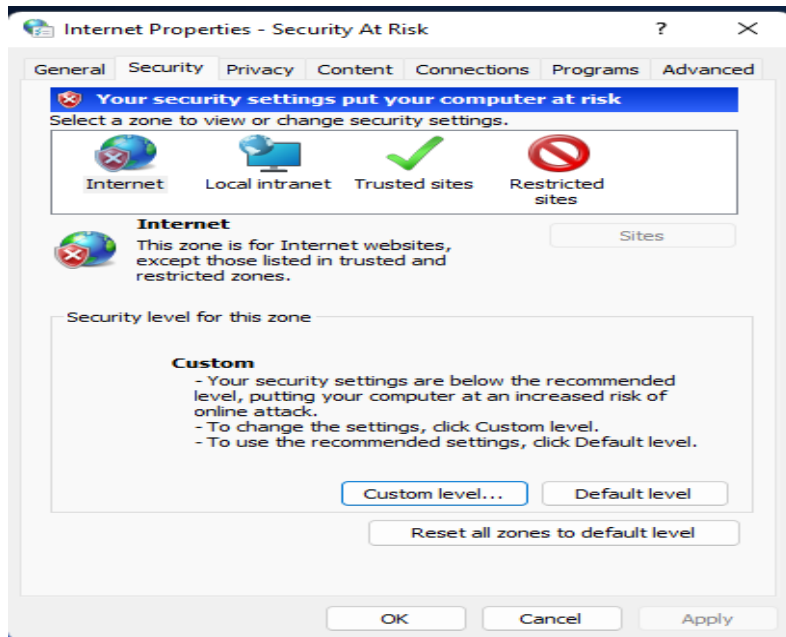 Internet Properties - Security At Risk
?
General Security Privacy Content Connections Programs Advanced
Your security settings put your computer at risk
Select a zone to view or change security settings.
Internet Local intranet Trusted sites Restricted sites
Internet
This zone is for Internet websites,
except those listed in trusted and
restricted zones.
Sites
Security level for this zone
Custom
- Your security settings are below the recommended
level, putting your computer at an increased risk of
online attack.
- To change the settings, click Custom level.
- To use the recommended settings, click Default level.
Custom level... Default level
Reset all zones to default level
OK Cancel Apply